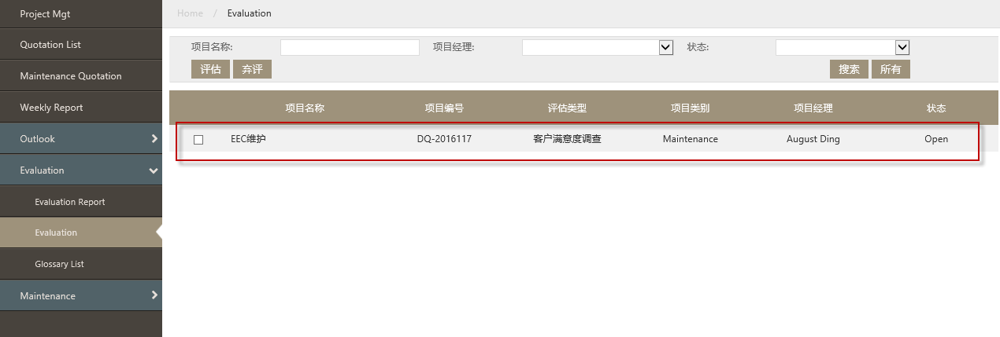 Project Mgt
Quotation List
Maintenance Quotation
Weekly Report
Outlook
Evaluation
Evaluation Report
Evaluation
Glossary List
Maintenance
Home / Evaluation
项目名称: 项目经理: 状态:
评估 弃评 搜索 所有
项目名称 项目编号 评估类型 项目类别 项目经理 状态
EEC维护 DQ-2016117 客户满意度调查 Maintenance August Ding Open